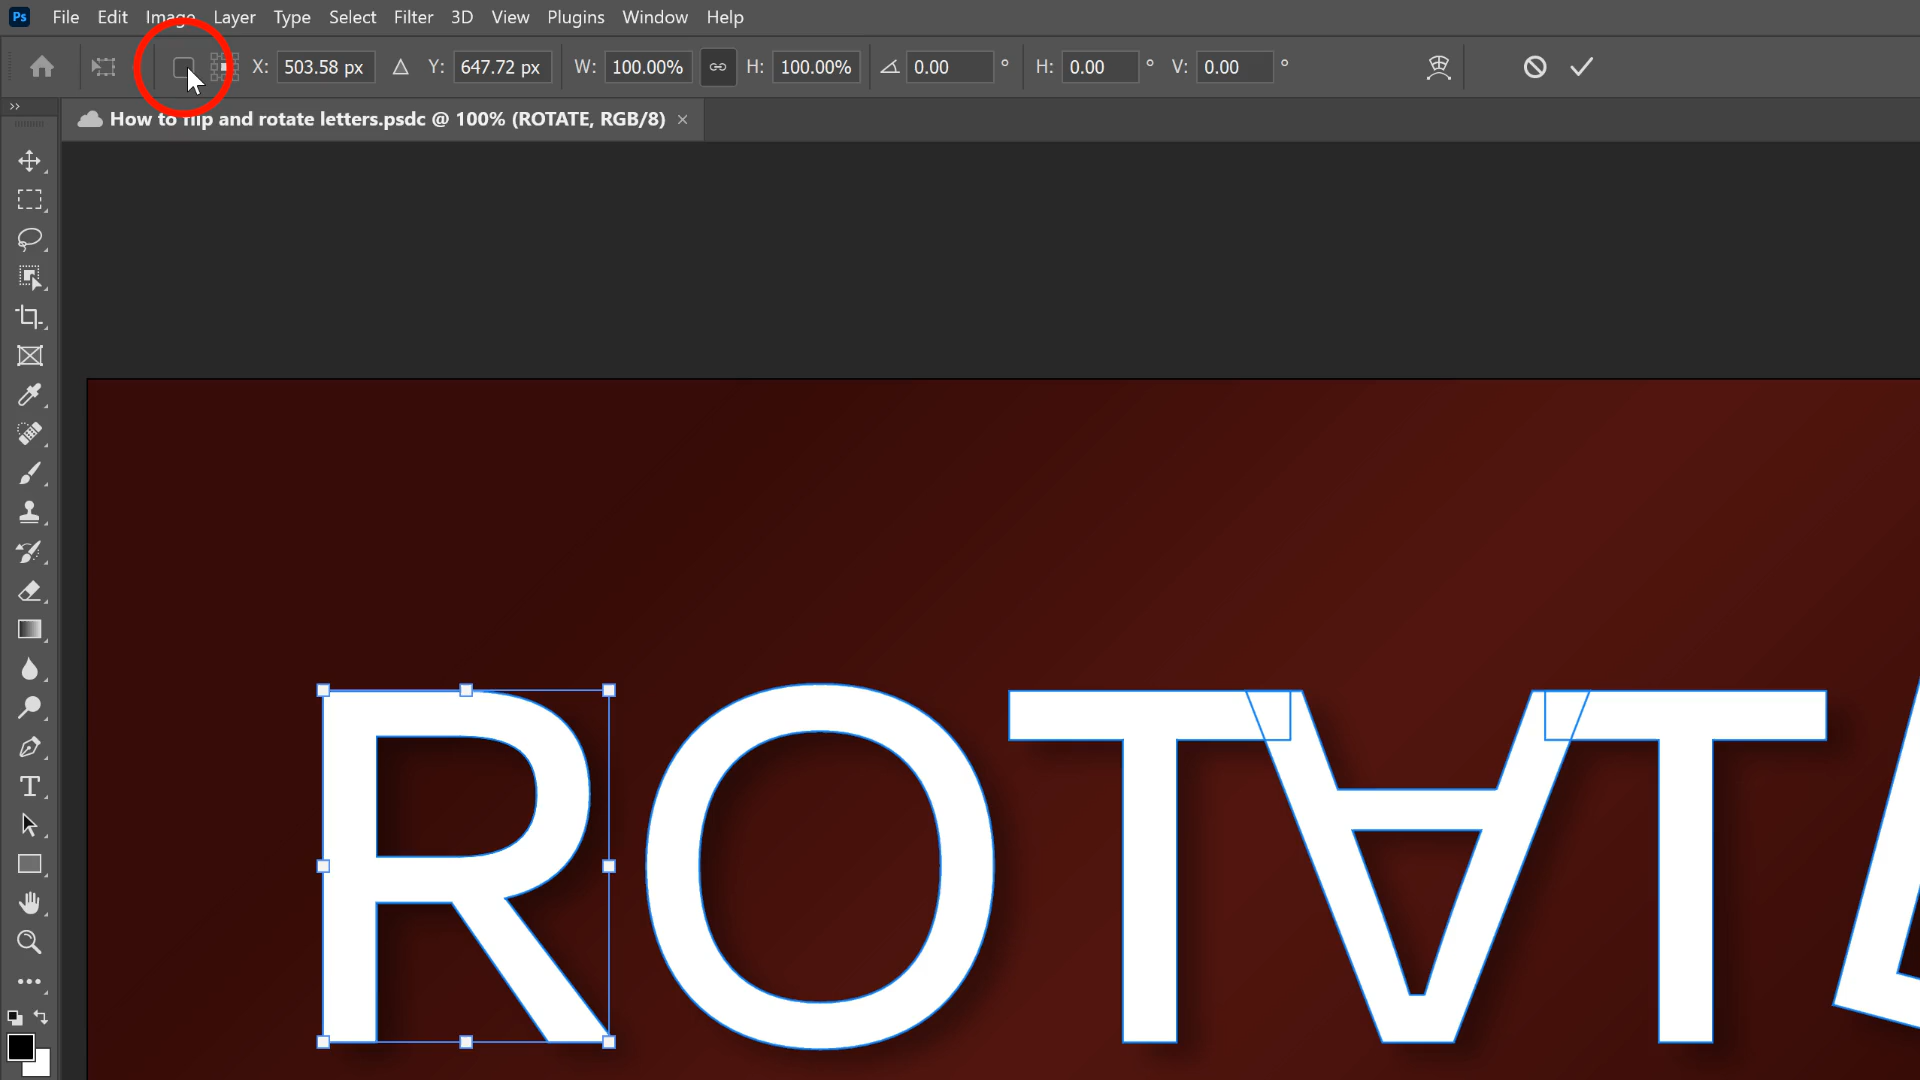 Ps File Edit Image Layer Type Select Filter 3D View Plugins Window Help
X: 503.58 px Y: 647.72 px W: 100.00% H: 100.00% 0.00 ° H: 0.00 ° V: 0.00 °
How to flip and rotate letters.psdc @ 100% (ROTATE, RGB/8) ×
T
ROTAT